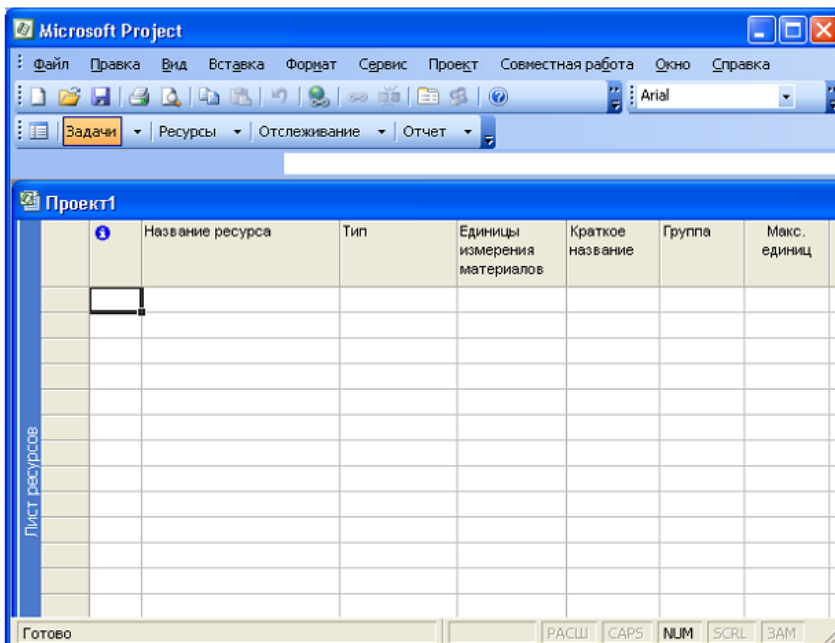 Microsoft Project
Файл Правка Вид Вставка Формат Сервис Проект Совместная работа Окно Справка
Arial
Задачи Ресурсы Отслеживание Отчет
Проект1
Название ресурса Тип Единицы измерения материалов Краткое название Группа Макс. единиц
Лист ресурсов
Готово РАСШ CAPS NUM SCRL ЗАМ